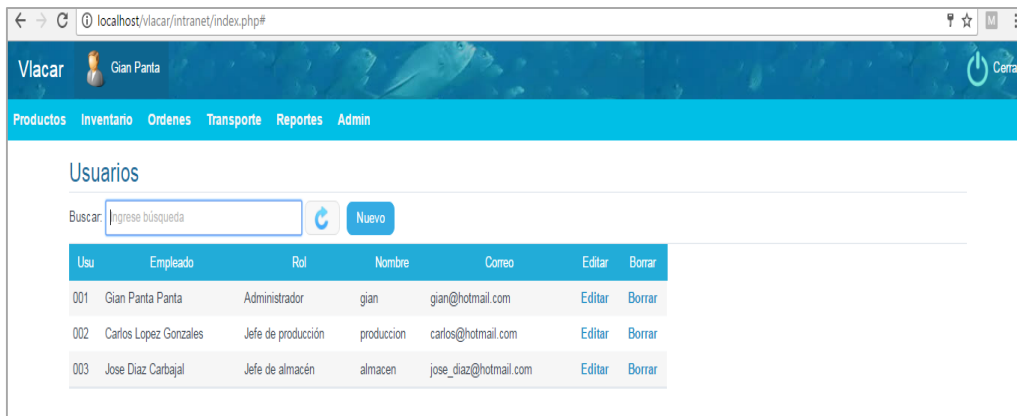 localhost/vlacar/intranet/index.php#
M
Vlacar Gian Panta Cerra
Productos Inventario Ordenes Transporte Reportes Admin
Usuarios
Buscar: Ingrese búsqueda Nuevo
Usu Empleado Rol Nombre Correo Editar Borrar
001 Gian Panta Panta Administrador gian gian@hotmail.com Editar Borrar
002 Carlos Lopez Gonzales Jefe de producción produccion carlos@hotmail.com Editar Borrar
003 Jose Diaz Carbajal Jefe de almacén almacen jose_diaz@hotmail.com Editar Borrar